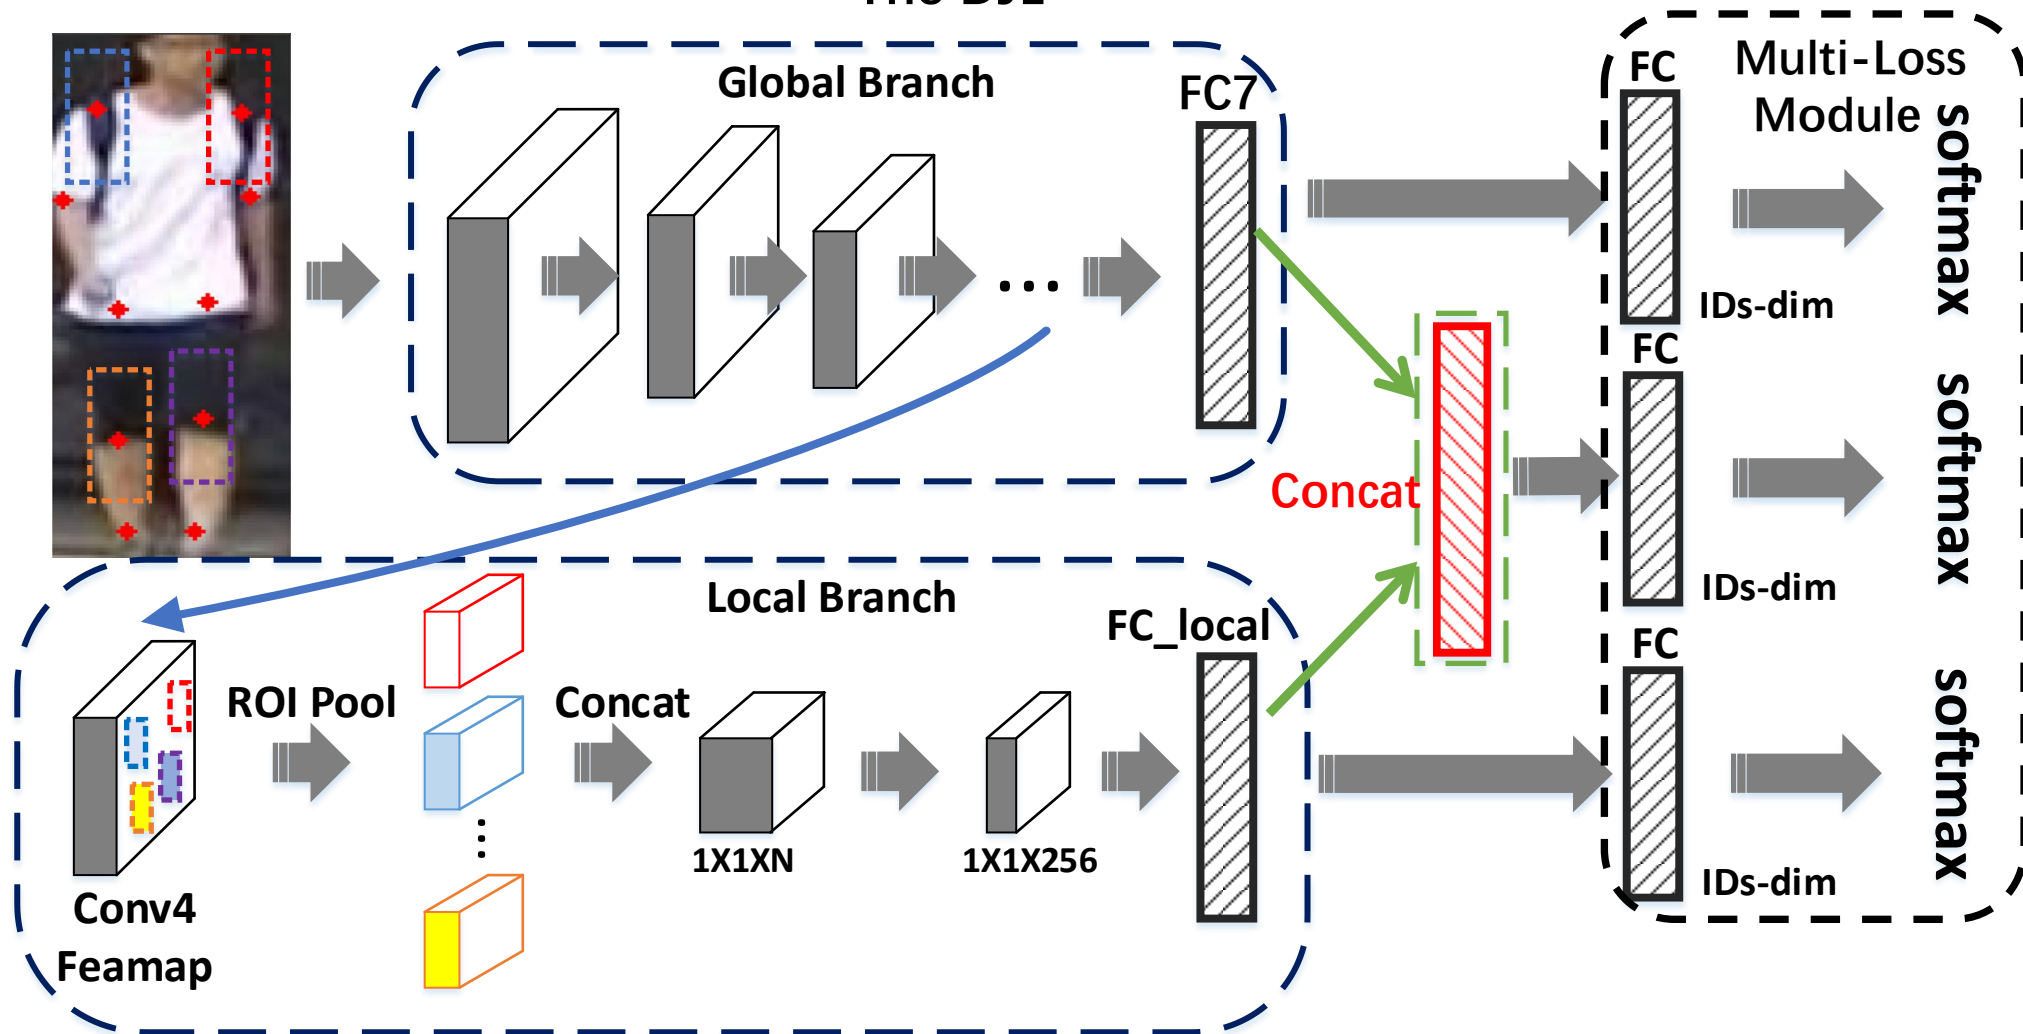 Global Branch
FC7
FC
Multi-Loss
Module
softmax
IDs-dim
FC
softmax
IDs-dim
Concat
Local Branch
FC_local
FC
softmax
IDs-dim
ROI Pool
Concat
1X1XN
1X1X256
Conv4
Feamap
...